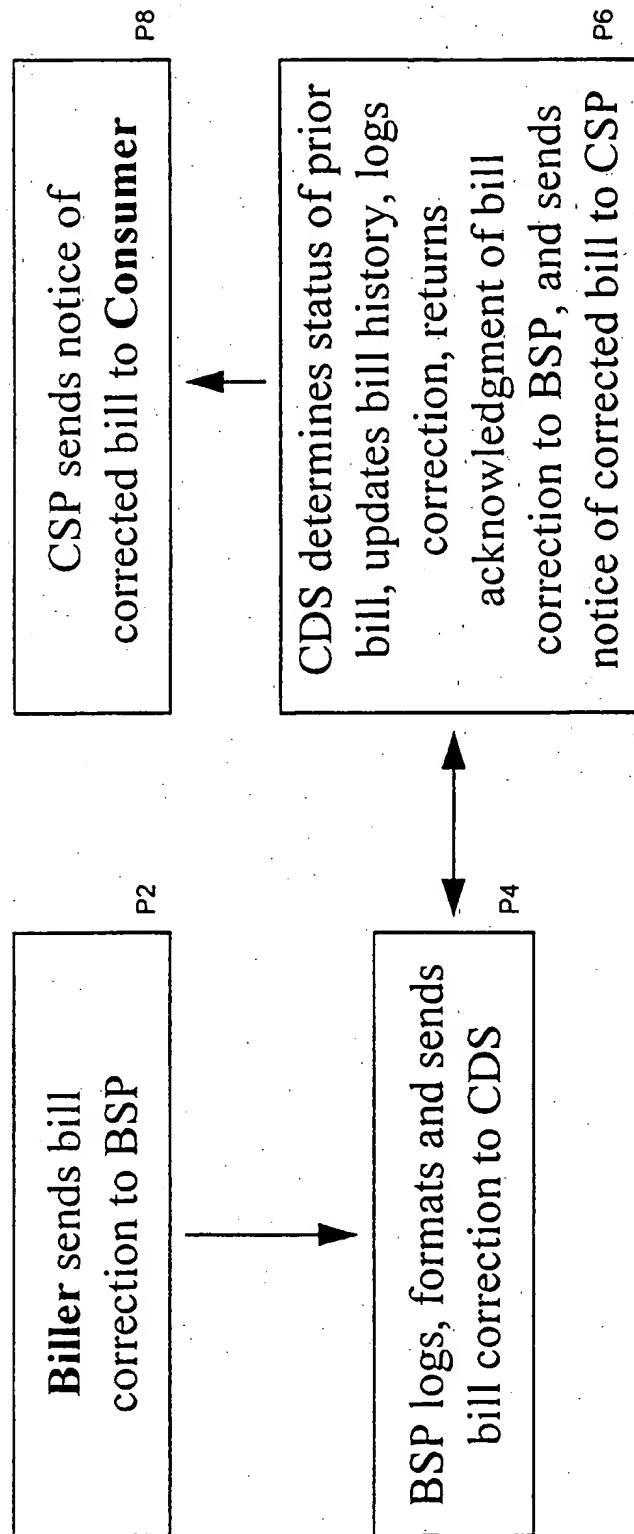 Biller sends bill
correction to BSP
P2
BSP logs, formats and sends
bill correction to CDS
P4
CDS determines status of prior
bill, updates bill history, logs
correction, returns
acknowledgment of bill
correction to BSP, and sends
notice of corrected bill to CSP
P6
CSP sends notice of
corrected bill to Consumer
P8